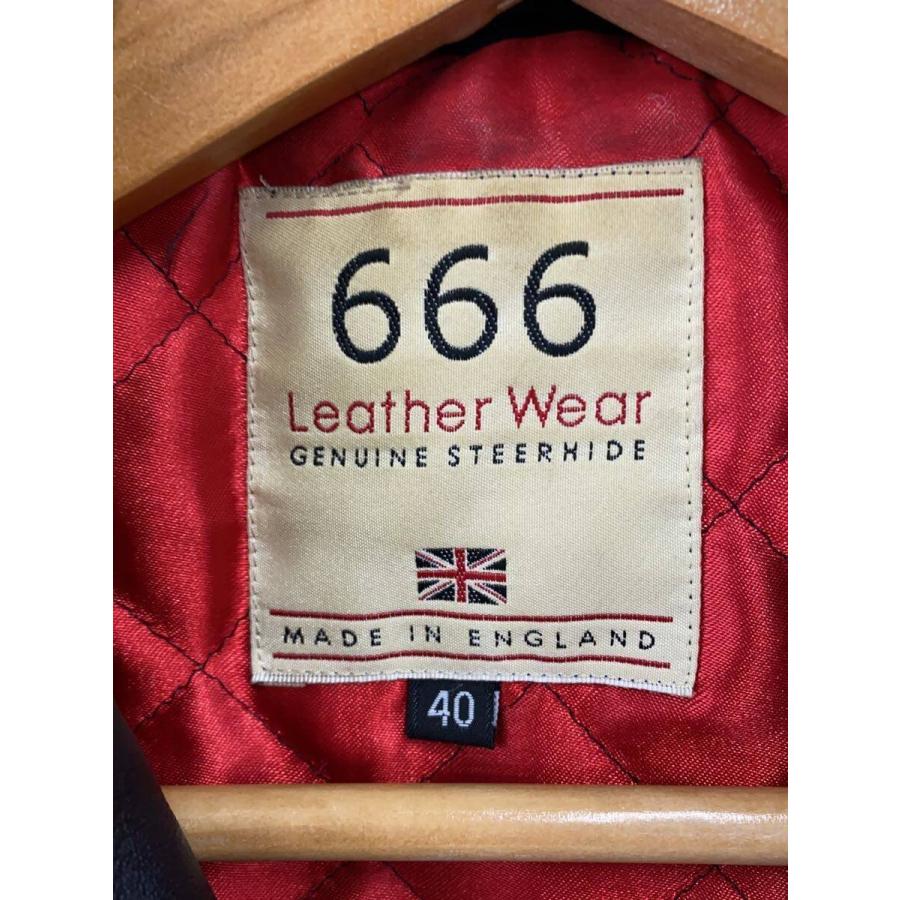 666
Leather Wear
GENUINE STEERHIDE
MADE IN ENGLAND
40